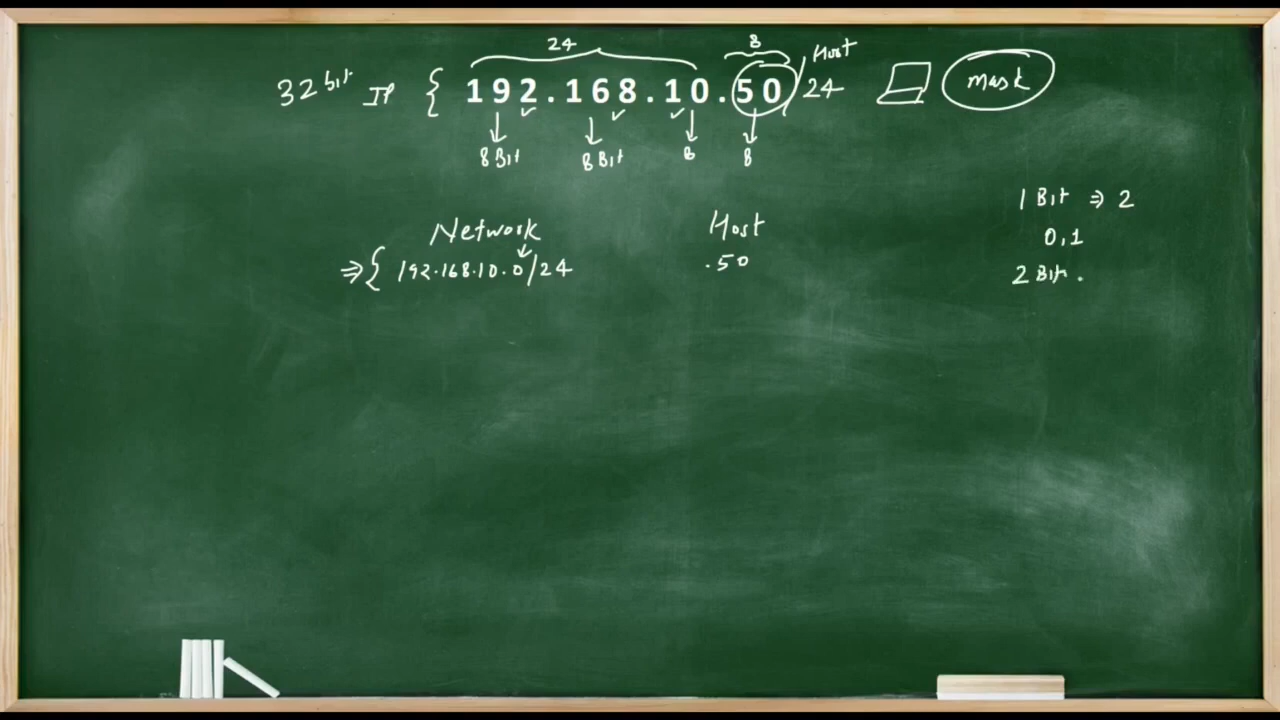 24 8
32 bit IP { 192.168.10.50/24 Host mask
8 Bit 8 Bit 8 8
1 Bit ⇒ 2
Network Host
0,1
⇒ { 192.168.10.0/24 .50
2 Bit.